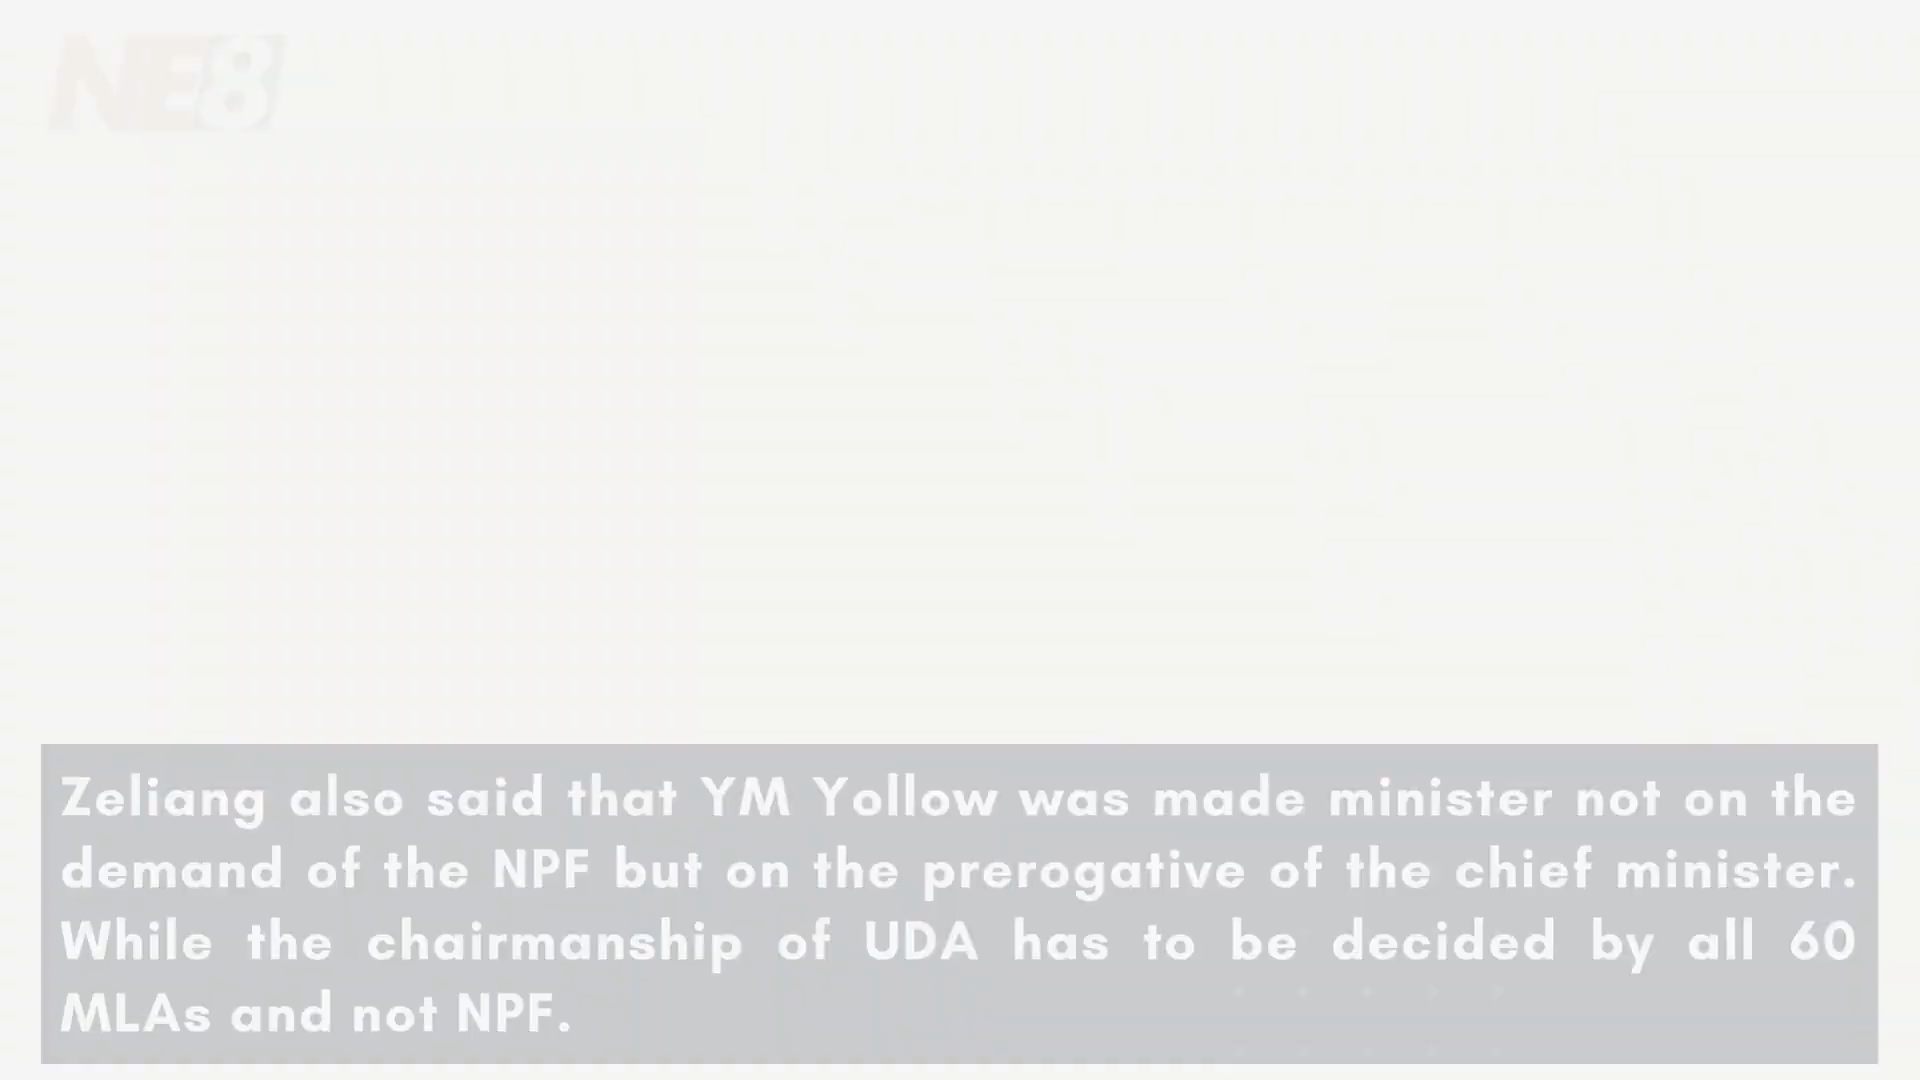 NE8
Zeliang also said that YM Yollow was made minister not on the
demand of the NPF but on the prerogative of the chief minister.
While the chairmanship of UDA has to be decided by all 60
MLAs and not NPF.